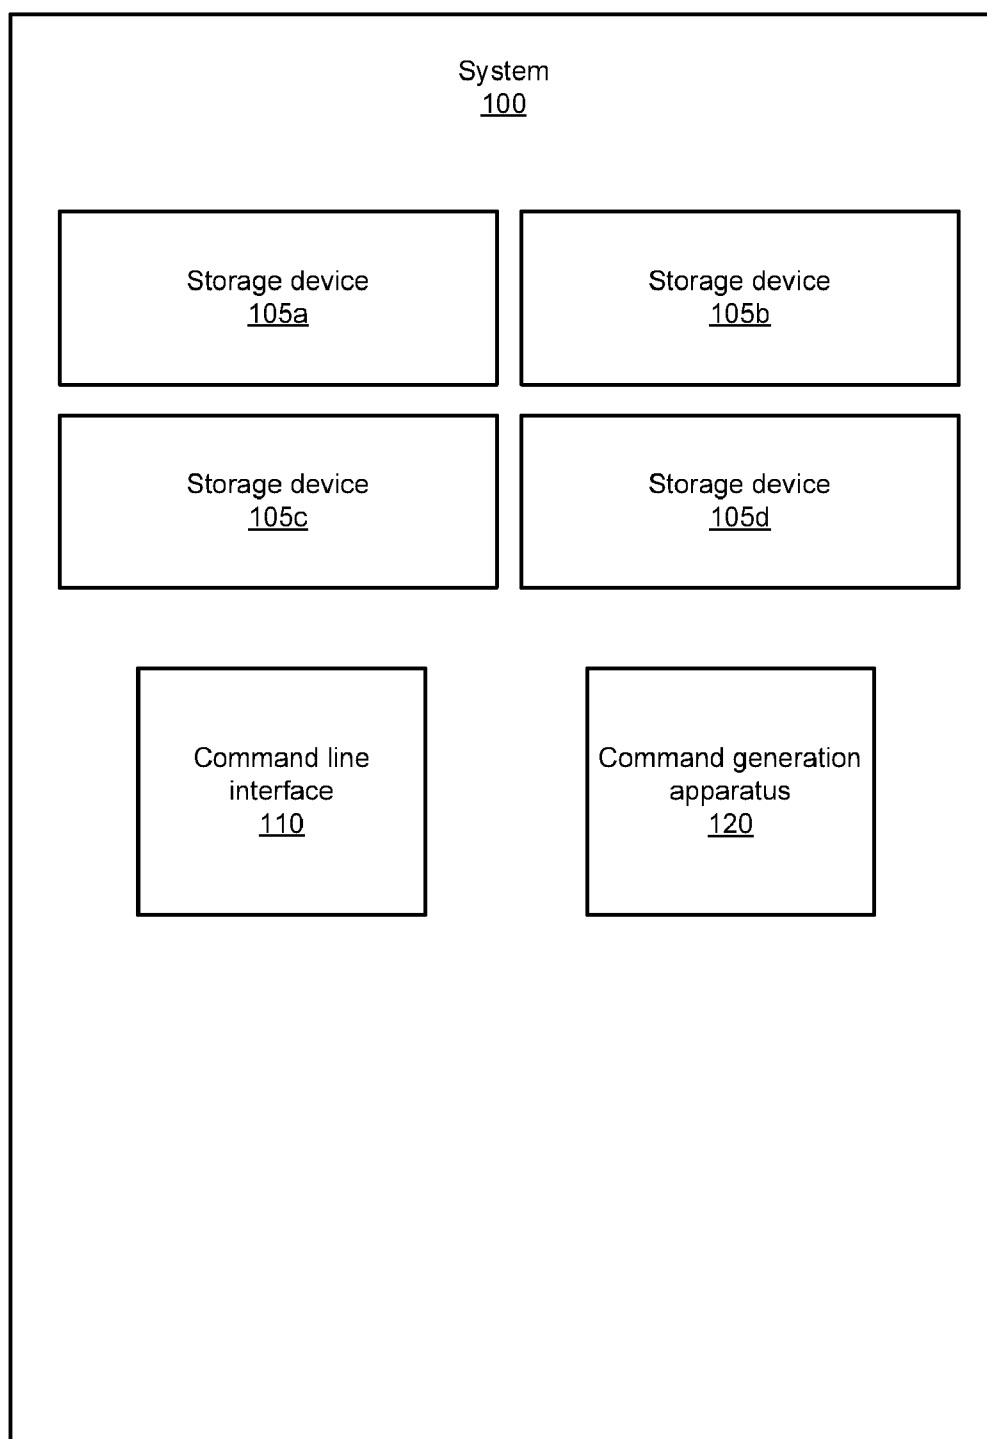 System
100
Storage device
105a
Storage device
105b
Storage device
105c
Storage device
105d
Command line
interface
110
Command generation
apparatus
120